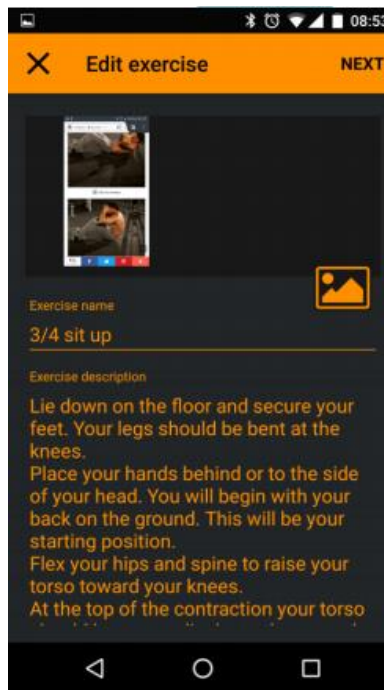 08:53
Edit exercise
NEXT
Exercise name
3/4 sit up
Exercise description
Lie down on the floor and secure your
feet. Your legs should be bent at the
knees.
Place your hands behind or to the side
of your head. You will begin with your
back on the ground. This will be your
starting position.
Flex your hips and spine to raise your
torso toward your knees.
At the top of the contraction your torso